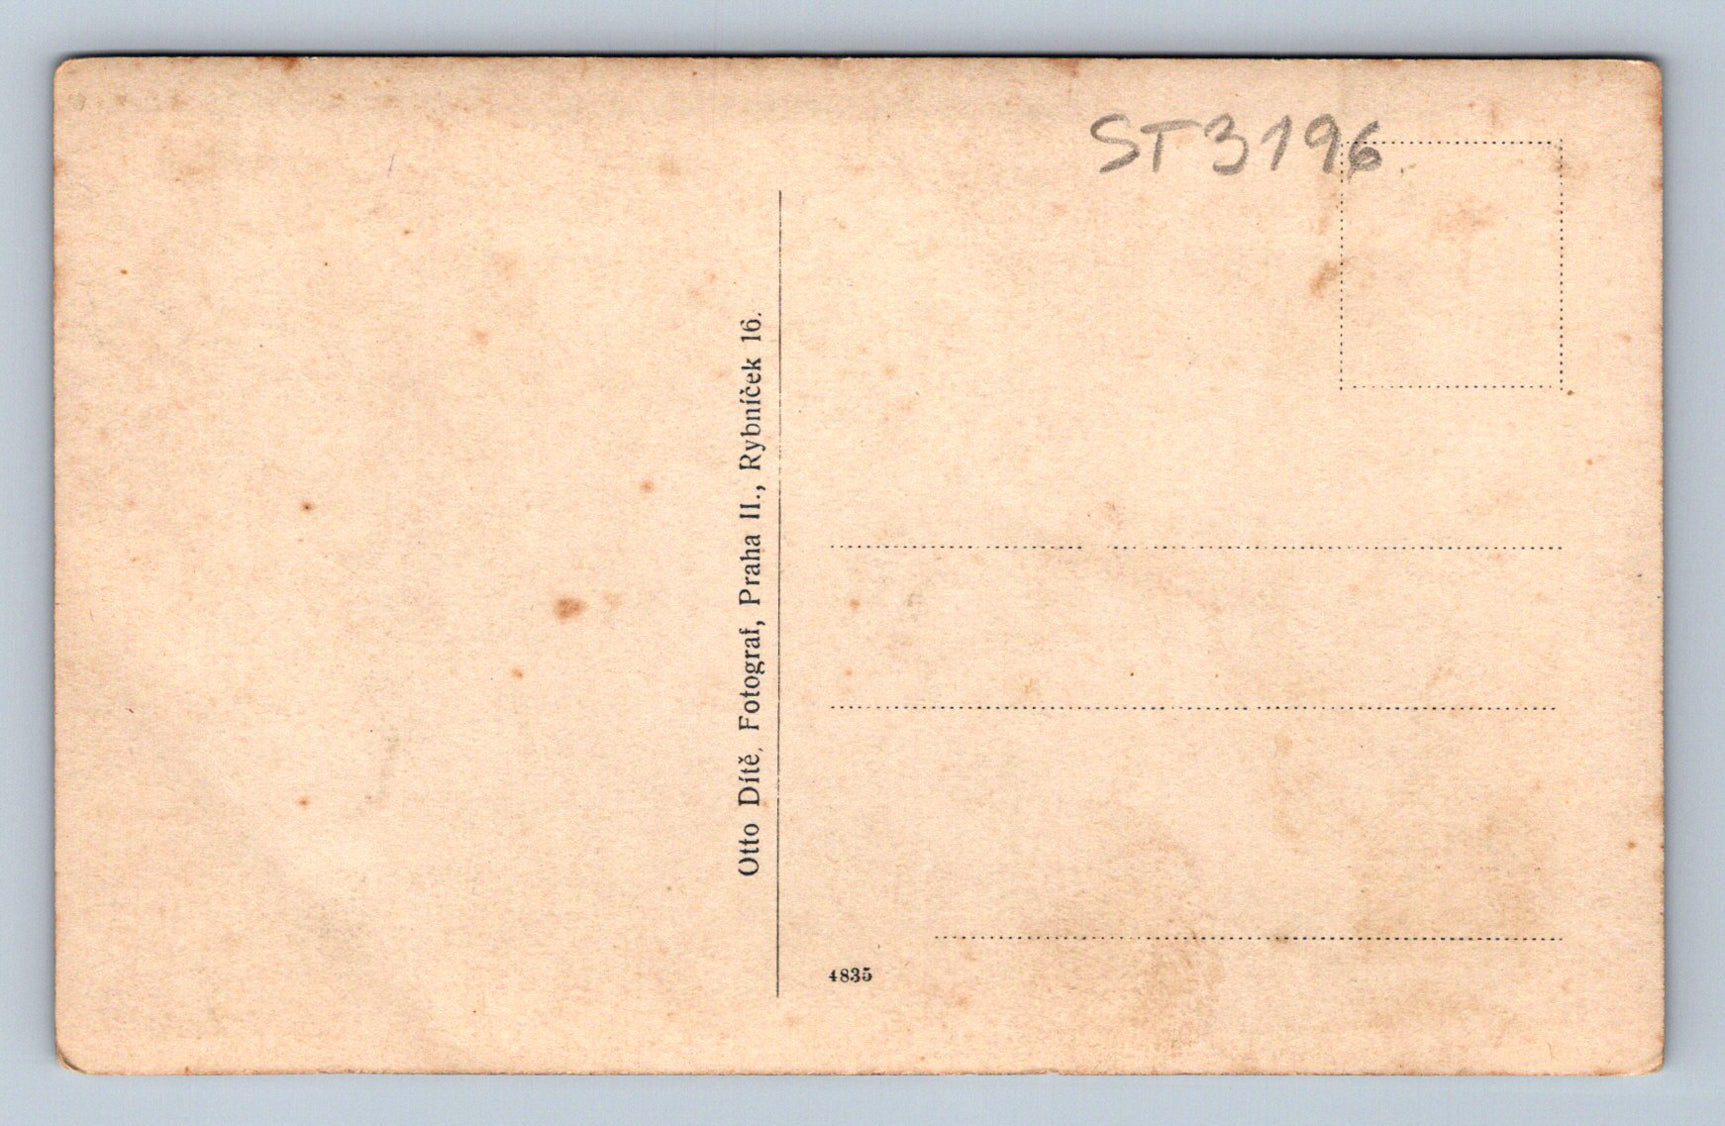 ST3196
Otto Dítě, Fotograf, Praha II., Rybníček 16.
4835